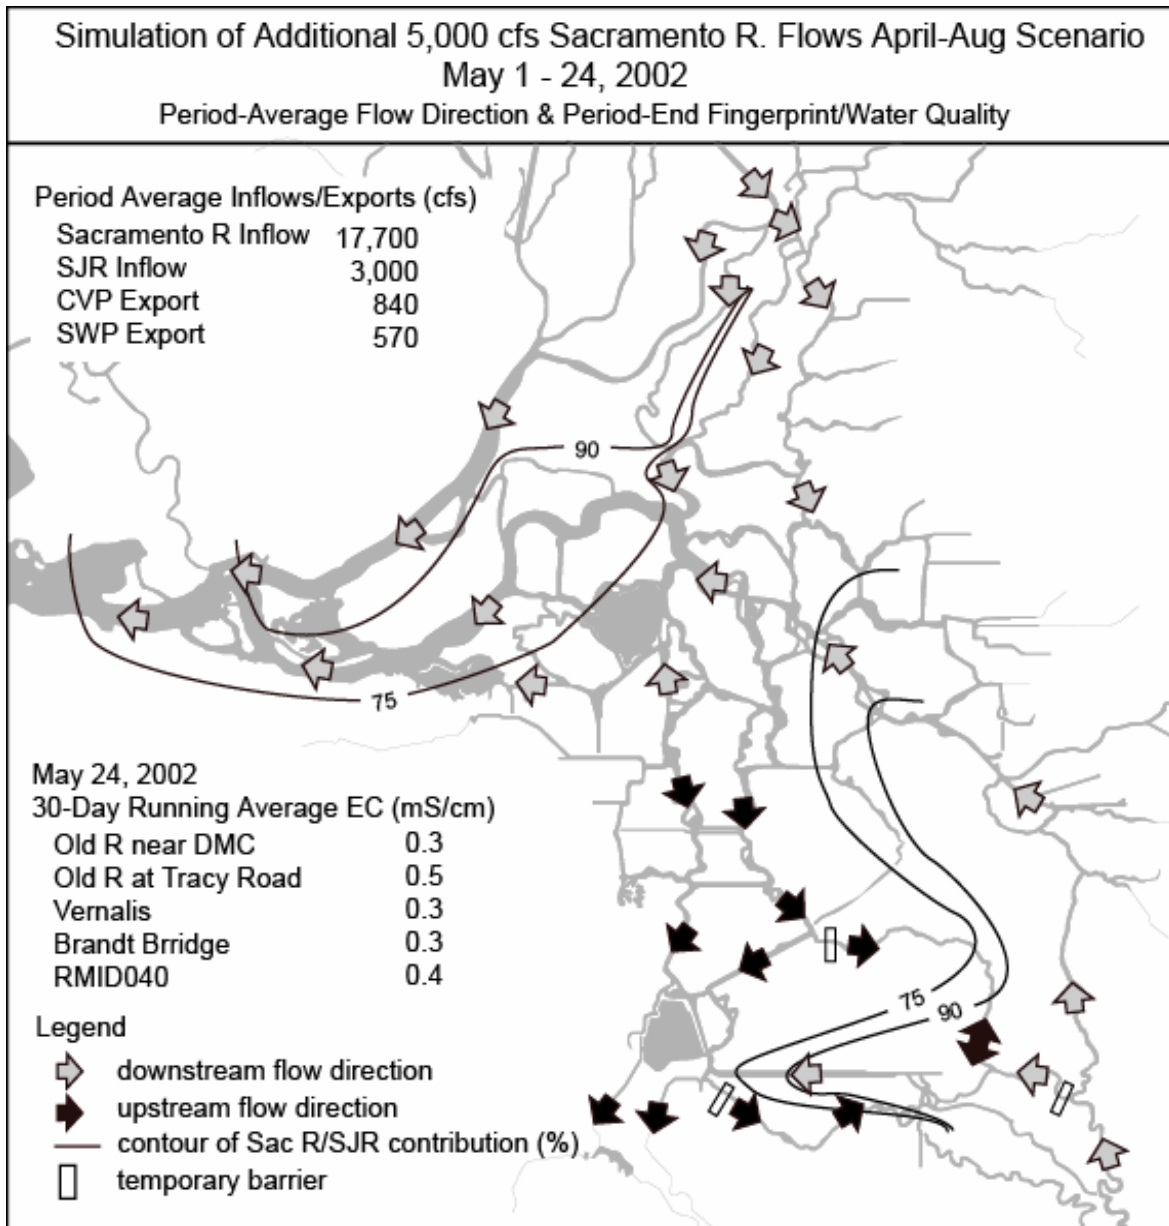 Simulation of Additional 5,000 cfs Sacramento R. Flows April-Aug Scenario
May 1 - 24, 2002
Period-Average Flow Direction & Period-End Fingerprint/Water Quality
Period Average Inflows/Exports (cfs)
Sacramento R Inflow 17,700
SJR Inflow 3,000
CVP Export 840
SWP Export 570
90
75
May 24, 2002
30-Day Running Average EC (mS/cm)
Old R near DMC 0.3
Old R at Tracy Road 0.5
Vernalis 0.3
Brandt Brridge 0.3
RMID040 0.4
75
90
Legend
downstream flow direction
upstream flow direction
contour of Sac R/SJR contribution (%)
temporary barrier